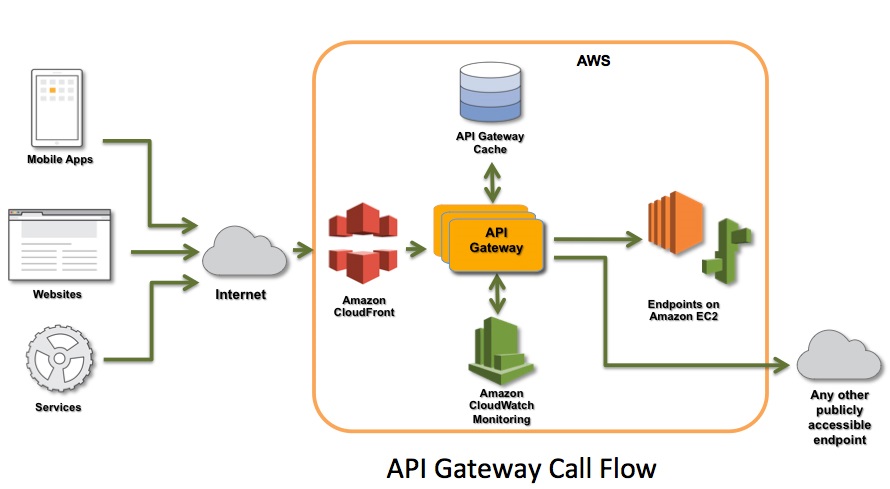 AWS
API Gateway
Cache
Mobile Apps
API
Gateway
Websites
Internet
Amazon
CloudFront
Endpoints on
Amazon EC2
Services
Amazon
CloudWatch
Monitoring
Any other
publicly
accessible
endpoint
API Gateway Call Flow